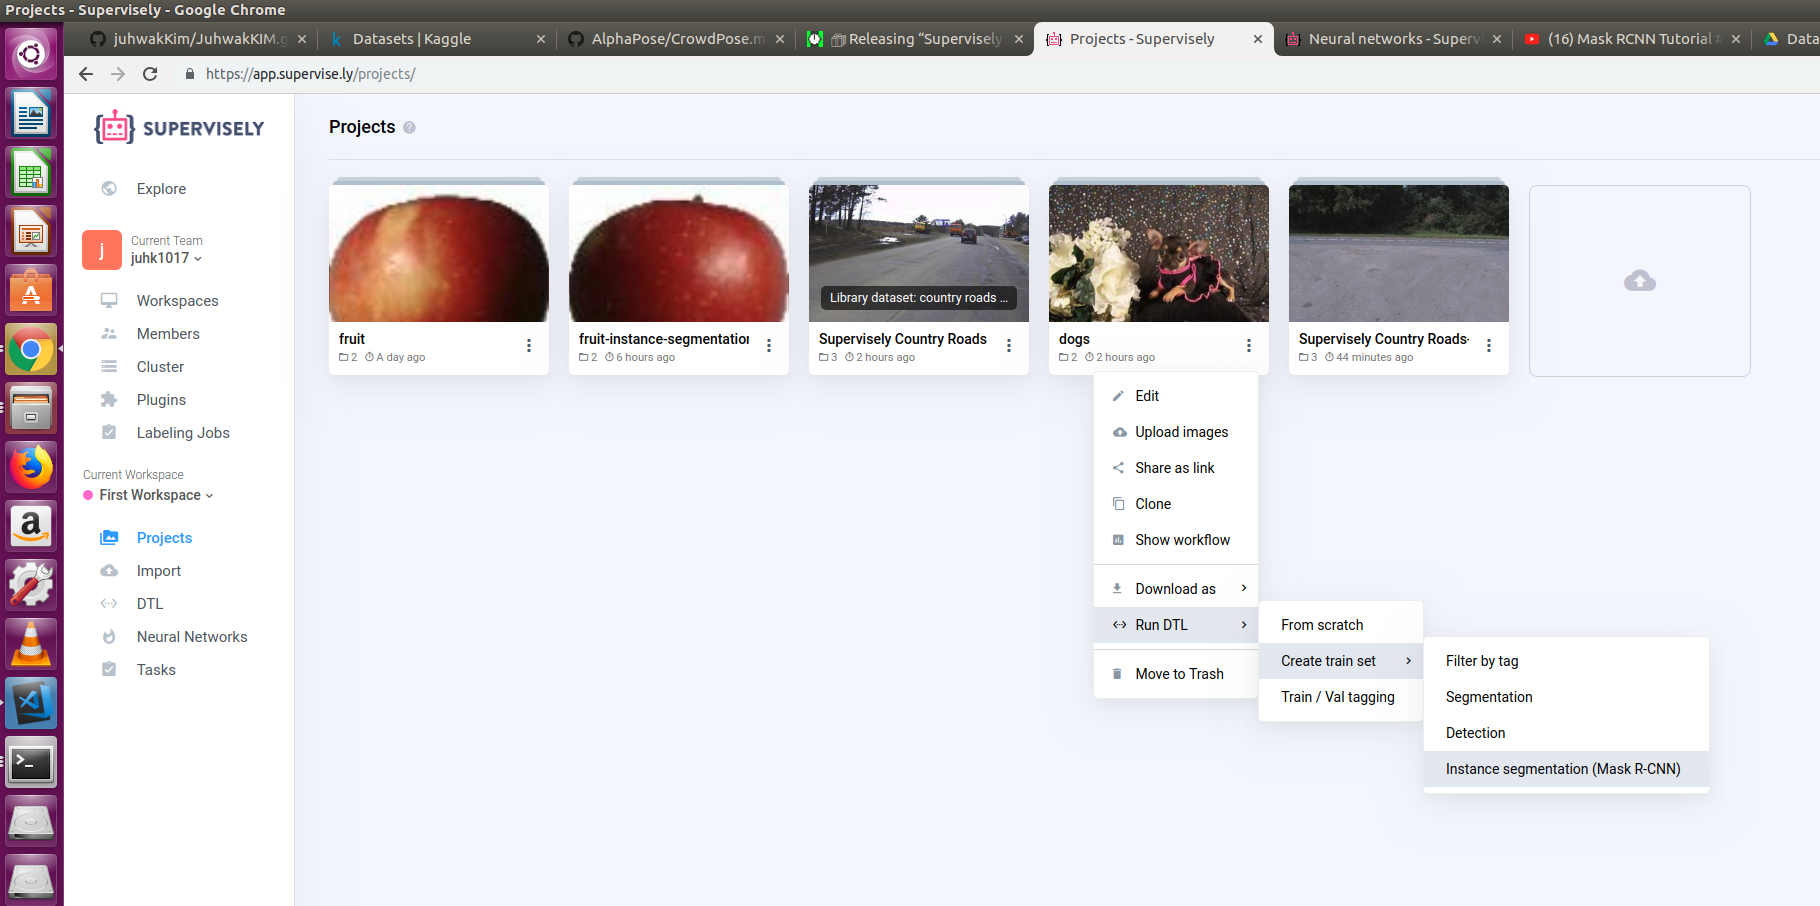 Projects - Supervisely - Google Chrome
juhwakKim/JuhwakKIM.g
Datasets | Kaggle
AlphaPose/CrowdPose.m
Releasing “Supervisely
Projects - Supervisely
Neural networks - Superv
(16) Mask RCNN Tutorial #
Data
https://app.supervise.ly/projects/
SUPERVISELY
Explore
j
Current Team
juhk1017
Workspaces
Members
Cluster
Plugins
Labeling Jobs
Current Workspace
First Workspace
Projects
Import
DTL
Neural Networks
Tasks
Projects
fruit
2 A day ago
fruit-instance-segmentation
2 6 hours ago
Library dataset: country roads ...
Supervisely Country Roads
3 2 hours ago
dogs
2 2 hours ago
Supervisely Country Roads-
3 44 minutes ago
Edit
Upload images
Share as link
Clone
Show workflow
Download as
Run DTL
Move to Trash
From scratch
Create train set
Train / Val tagging
Filter by tag
Segmentation
Detection
Instance segmentation (Mask R-CNN)